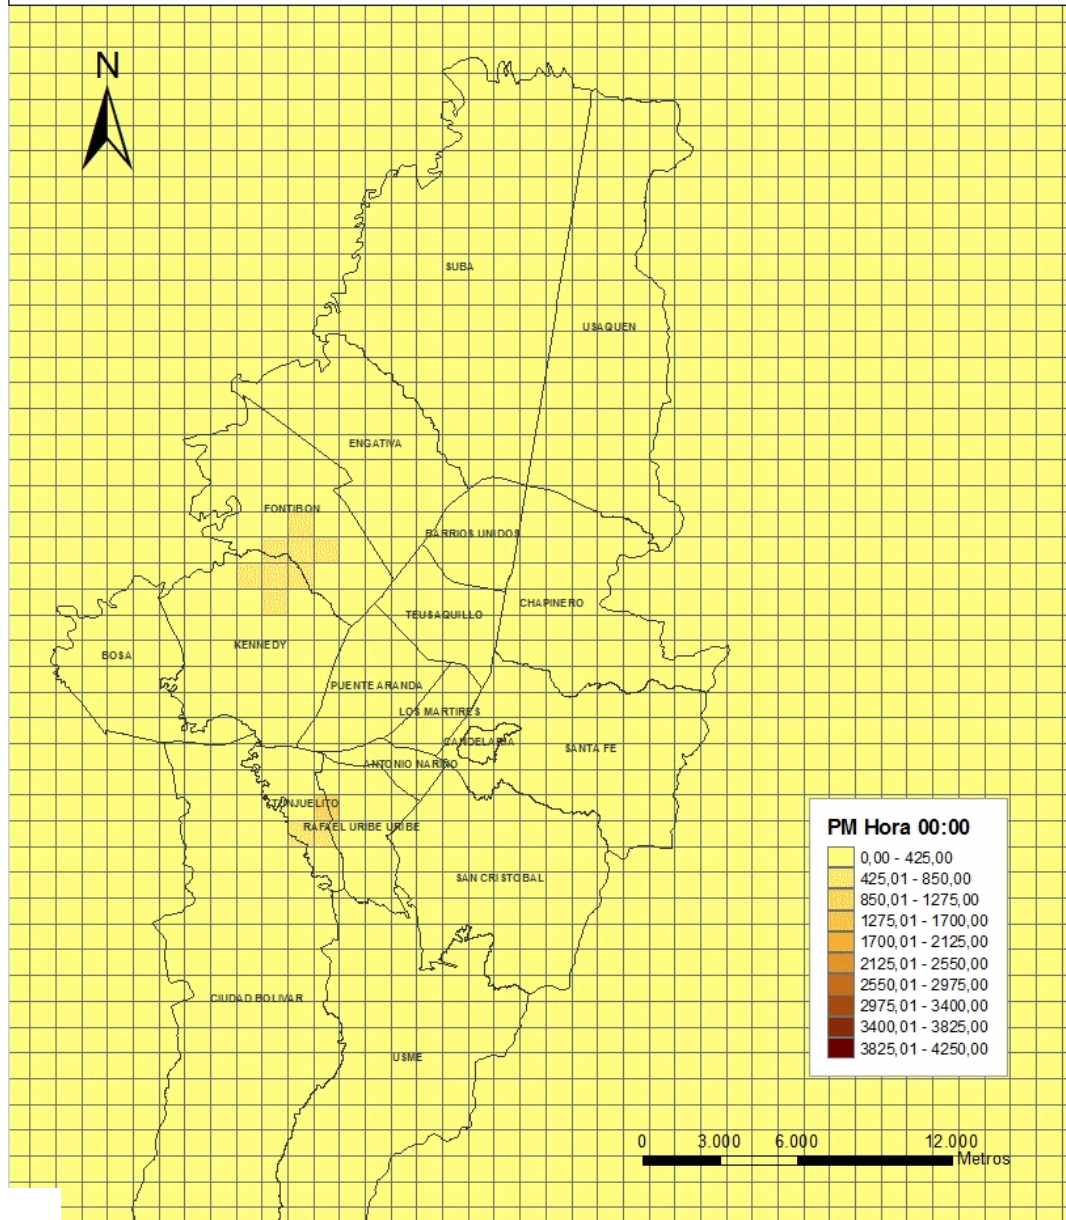 N
SUBA
USAQUEN
ENGATIVA
FONTIBON
BARRIOS UNIDOS
CHAPINERO
TEUSAQUILLO
KENNEDY
BOSA
PUENTE ARANDA
LOS MARTIRES
CANDELARIA
SANTA FE
ANTONIO NARIÑO
TUNJUELITO
RAFAEL URIBE URIBE
SAN CRISTOBAL
CIUDAD BOLIVAR
USME
PM Hora 00:00
0,00 - 425,00
425,01 - 850,00
850,01 - 1275,00
1275,01 - 1700,00
1700,01 - 2125,00
2125,01 - 2550,00
2550,01 - 2975,00
2975,01 - 3400,00
3400,01 - 3825,00
3825,01 - 4250,00
0 3.000 6.000 12.000
Metros